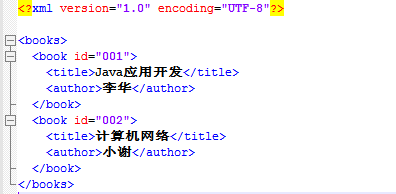 <?xml version="1.0" encoding="UTF-8"?>
<books>
<book id="001">
<title>Java应用开发</title>
<author>李华</author>
</book>
<book id="002">
<title>计算机网络</title>
<author>小谢</author>
</book>
</books>